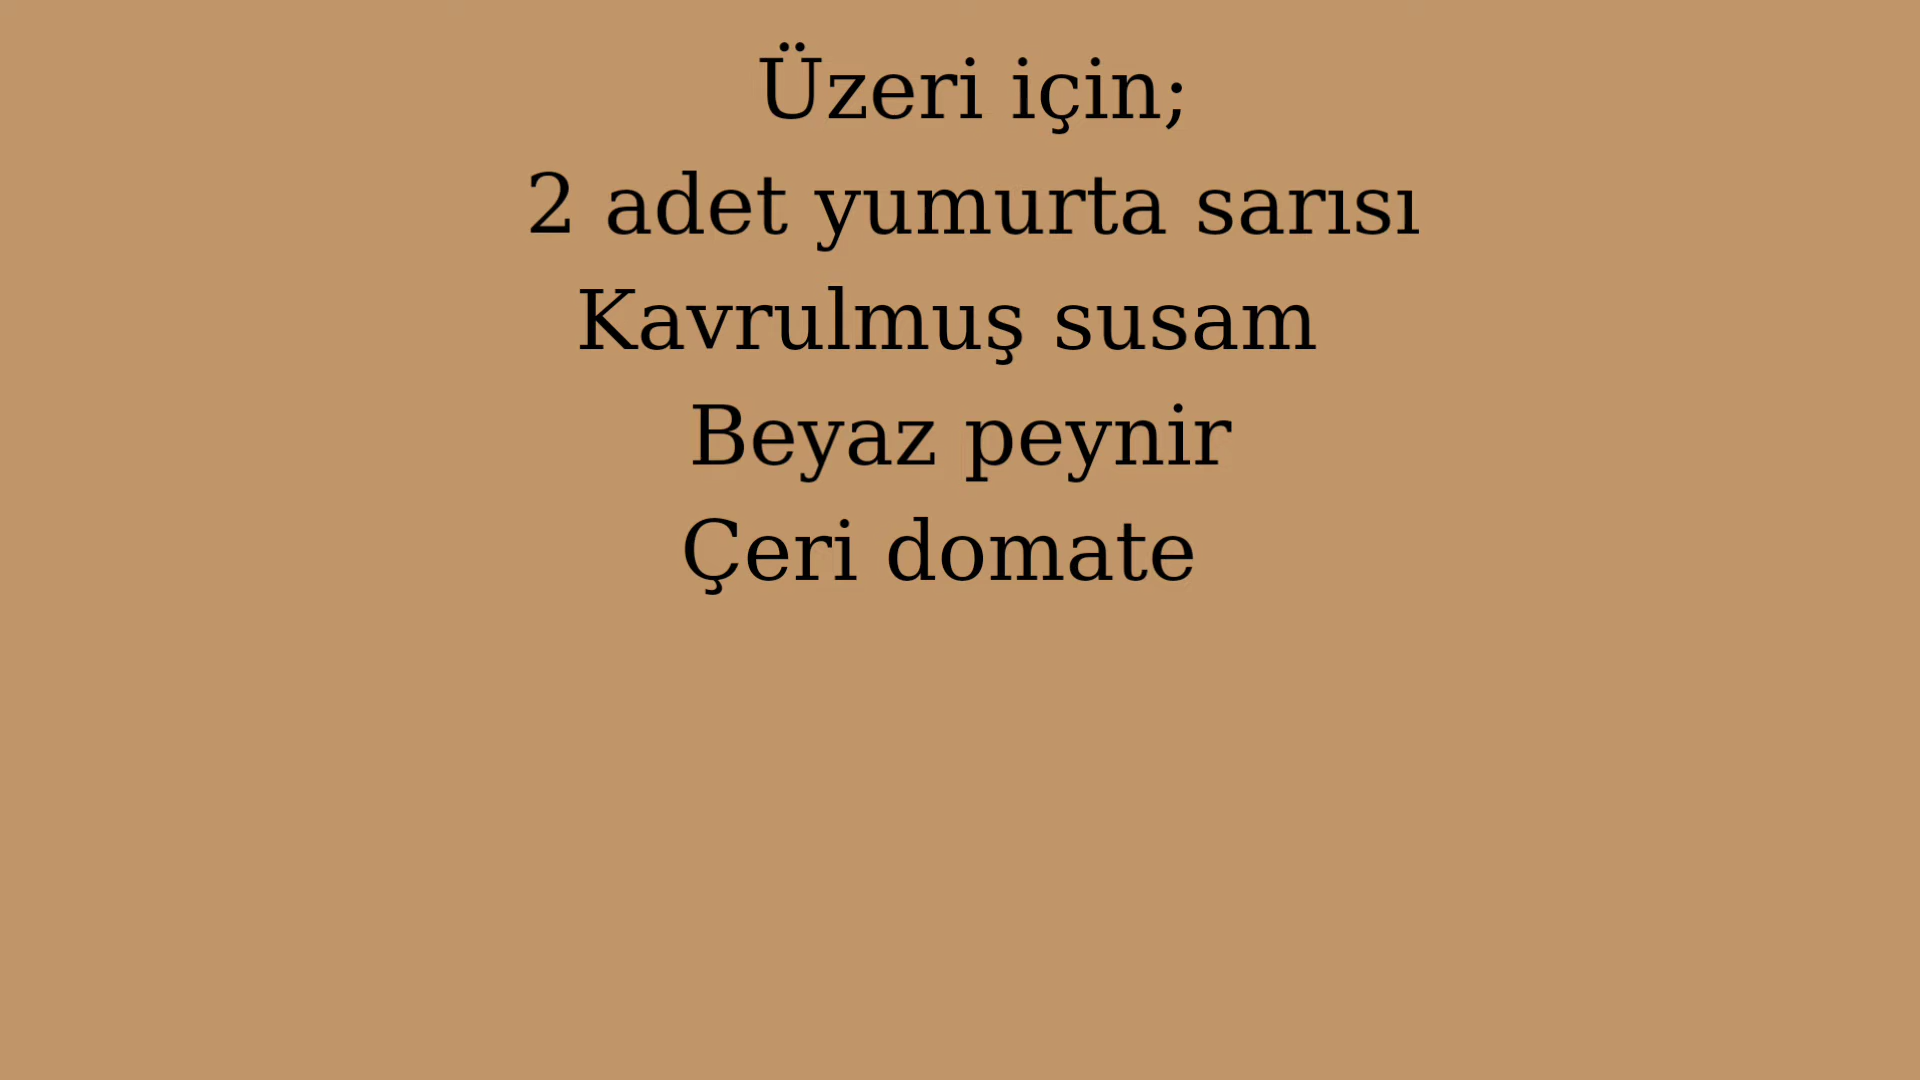 Üzeri için;
2 adet yumurta sarısı
Kavrulmuş susam
Beyaz peynir
Çeri domate